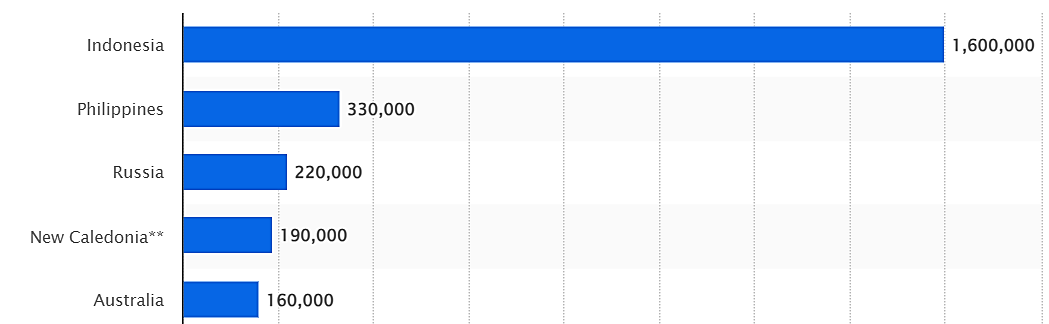 Indonesia 1,600,000
Philippines 330,000
Russia 220,000
New Caledonia** 190,000
Australia 160,000